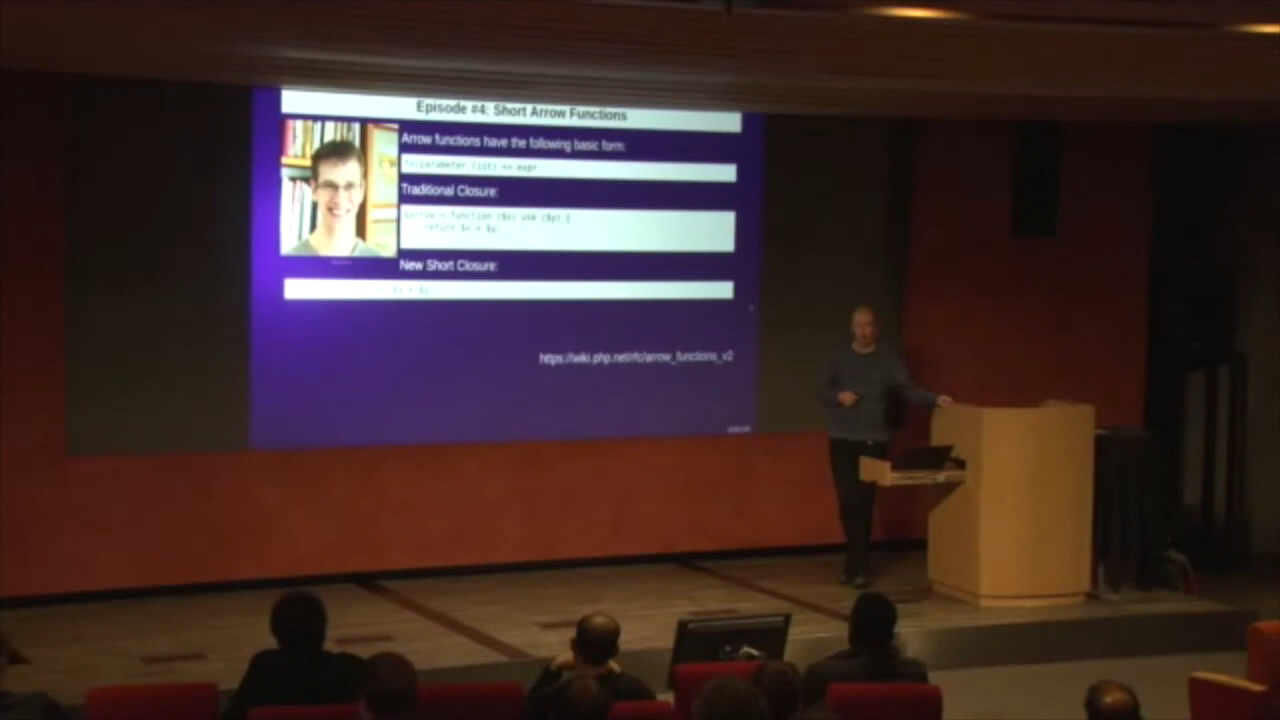 Episode #4: Short Arrow Functions
Arrow functions have the following basic form:
fn(parameter_list) => expr
Traditional Closure:
$arrow = function ($x) use ($y) {
return $x + $y;
New Short Closure:
$x + $y;
https://wiki.php.net/rfc/arrow_functions_v2